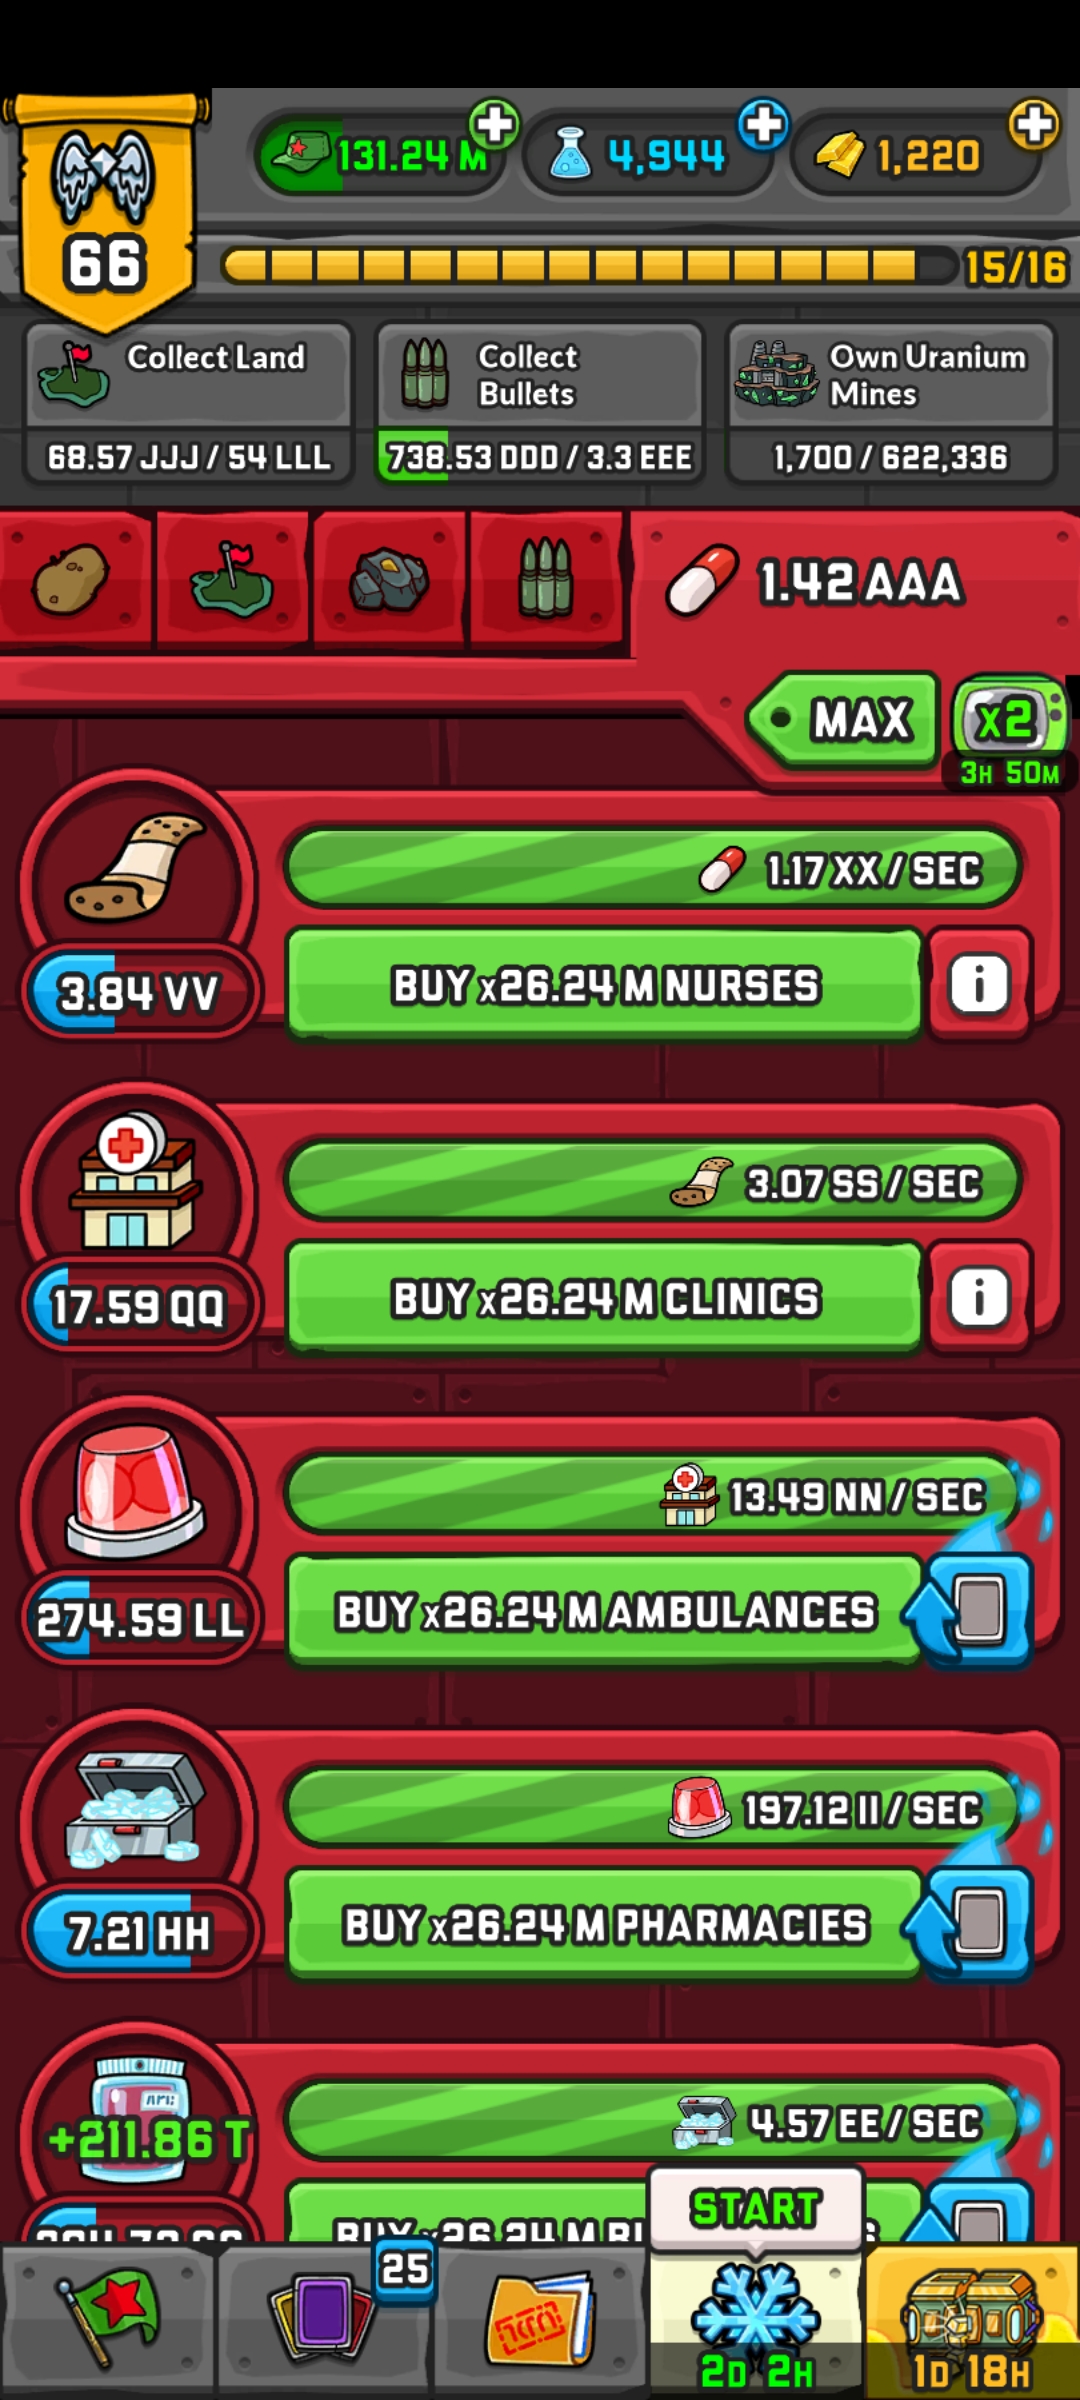 131.24 M
4,944
1,220
66
15/16
Collect Land
68.57 JJJ / 54 LLL
Collect
Bullets
738.53 DDD / 3.3 EEE
Own Uranium
Mines
1,700 / 622,336
1.42 AAA
MAX
x2
3H 50M
1.17 XX / SEC
3.84 VV
BUY x26.24 M NURSES
3.07 SS / SEC
17.59 QQ
BUY x26.24 M CLINICS
13.49 NN / SEC
274.59 LL
BUY x26.24 M AMBULANCES
197.12 II / SEC
7.21 HH
BUY x26.24 M PHARMACIES
+211.86 T
4.57 EE / SEC
BUY x26.24 M
START
25
2D 2H
1D 18H